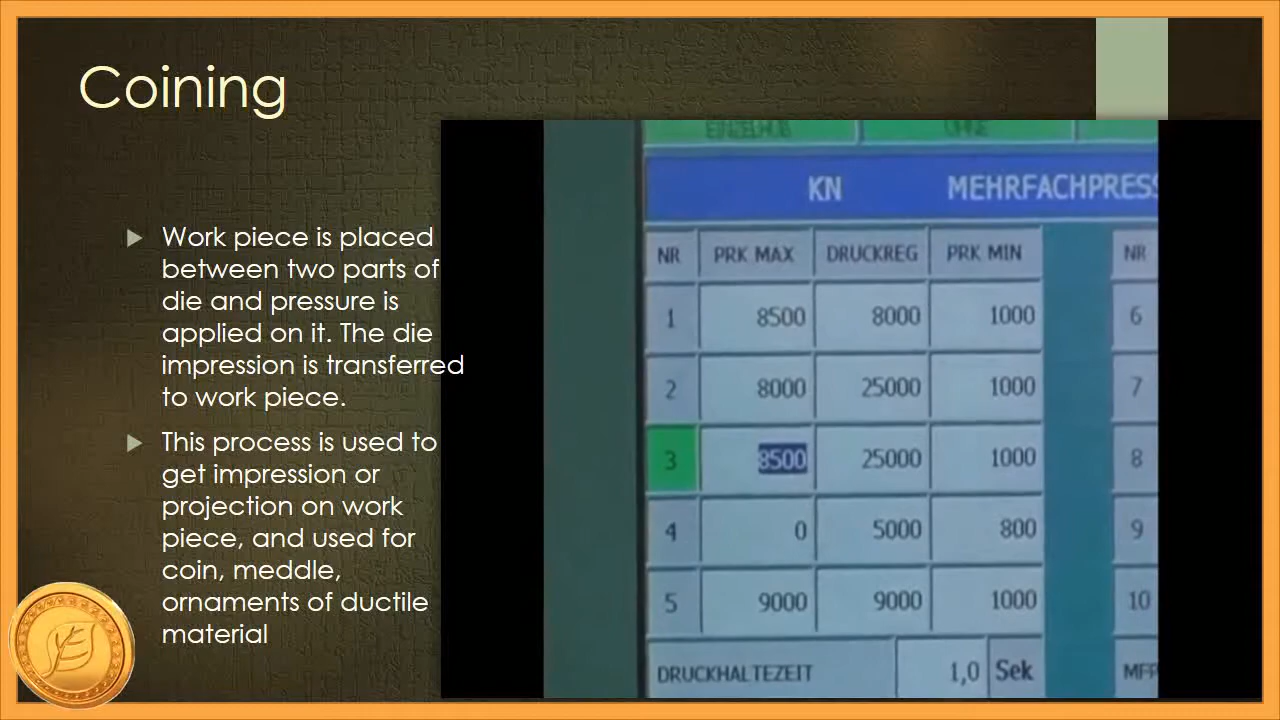 Coining
Work piece is placed
between two parts of
die and pressure is
applied on it. The die
impression is transferred
to work piece.
This process is used to
get impression or
projection on work
piece, and used for
coin, meddle,
ornaments of ductile
material
EINZELHUB OHNE
KN MEHRFACHPRESS
NR PRK MAX DRUCKREG PRK MIN NR
1 8500 8000 1000 6
2 8000 25000 1000 7
3 8500 25000 1000 8
4 0 5000 800 9
5 9000 9000 1000 10
DRUCKHALTEZEIT 1,0 Sek